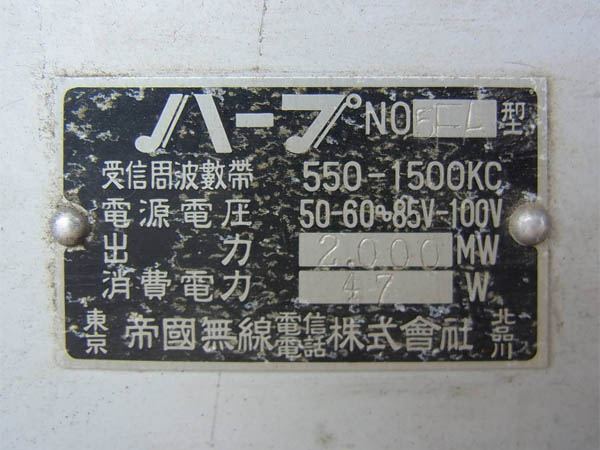 ハープ NO 5FL 型
受信周波數帶 550-1500KC
電源電圧 50-60~85V-100V
出力 2.000 MW
消費電力 47 W
東京 帝國無線電信電話株式會社 北品川